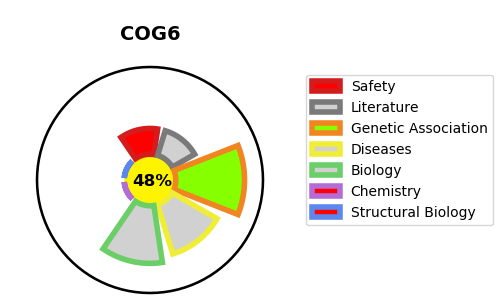 COG6
48%
Safety
Literature
Genetic Association
Diseases
Biology
Chemistry
Structural Biology